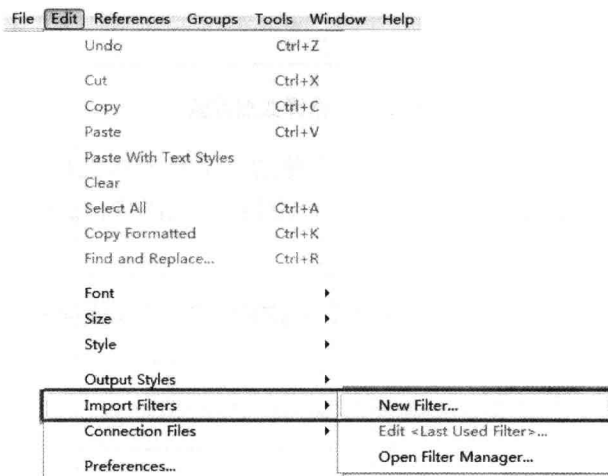 File Edit References Groups Tools Window Help
Undo Ctrl+Z
Cut Ctrl+X
Copy Ctrl+C
Paste Ctrl+V
Paste With Text Styles
Clear
Select All Ctrl+A
Copy Formatted Ctrl+K
Find and Replace... Ctrl+R
Font
Size
Style
Output Styles
Import Filters New Filter...
Connection Files Edit <Last Used Filter>...
Preferences... Open Filter Manager...